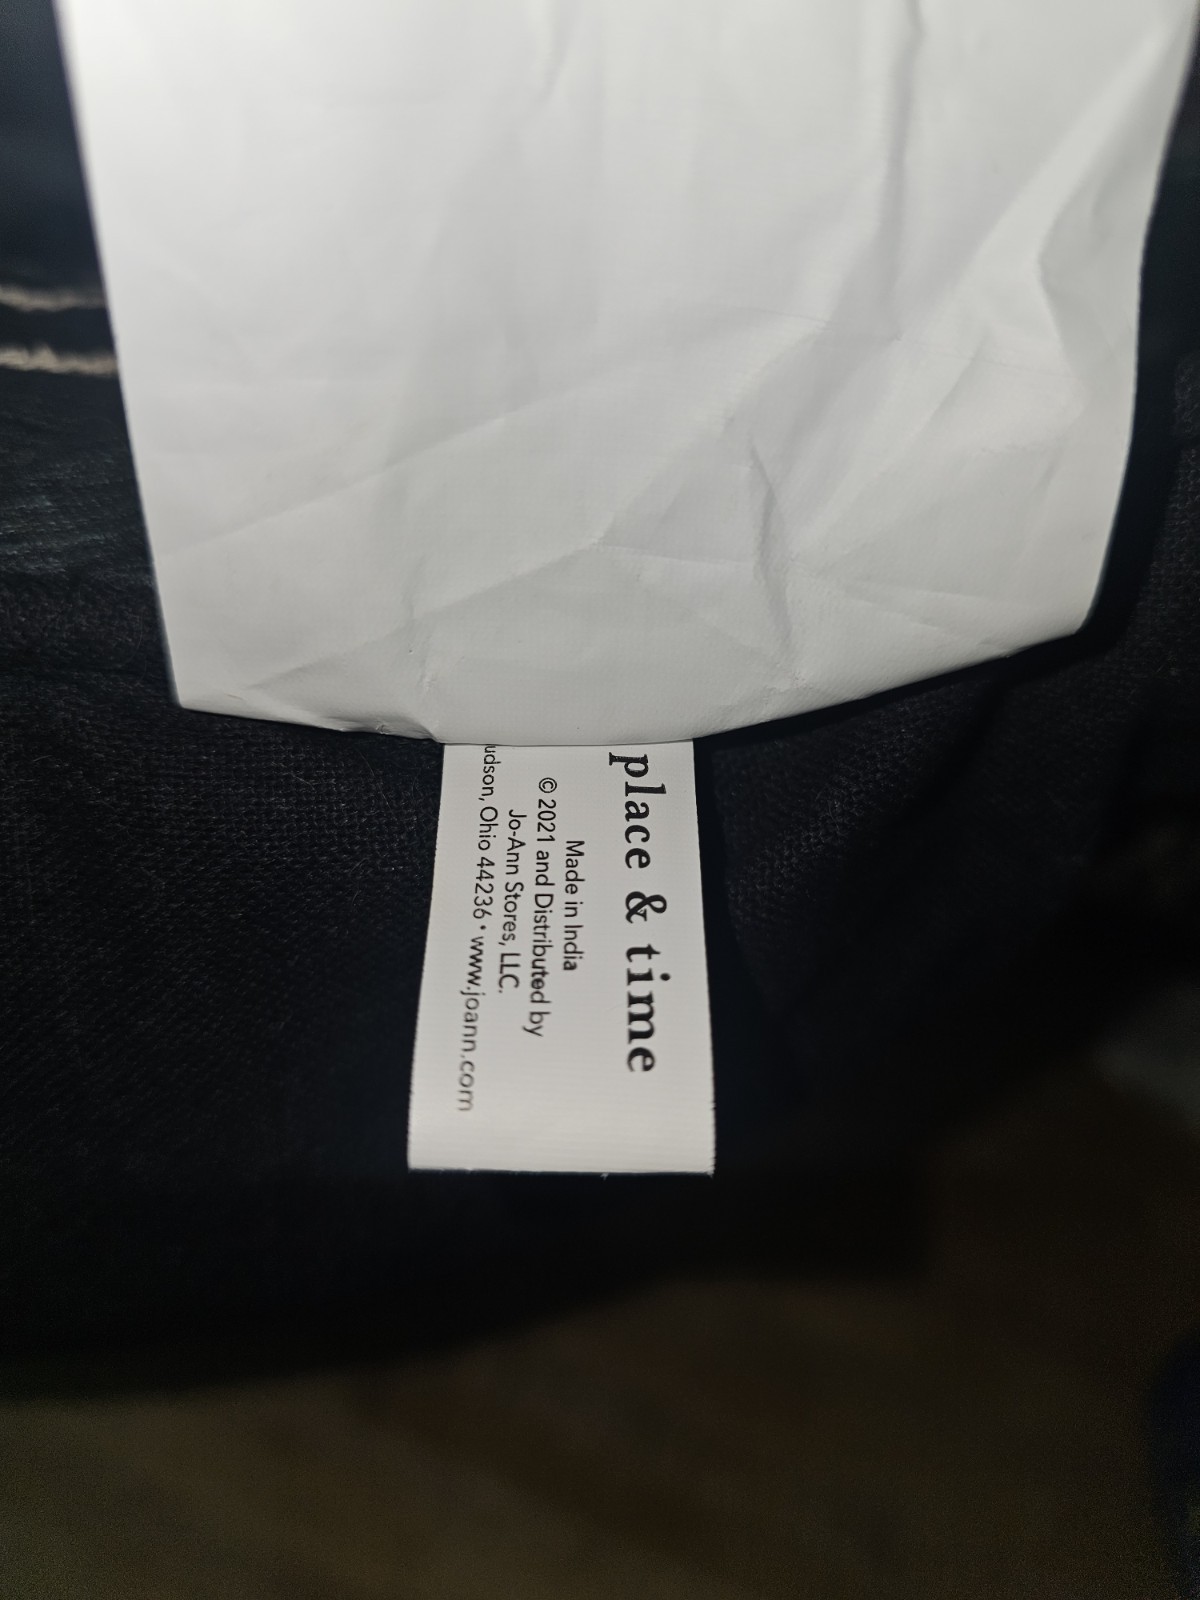 place & time
Made in India
© 2021 and Distributed by
Jo-Ann Stores, LLC.
udson, Ohio 44236 • www.joann.com